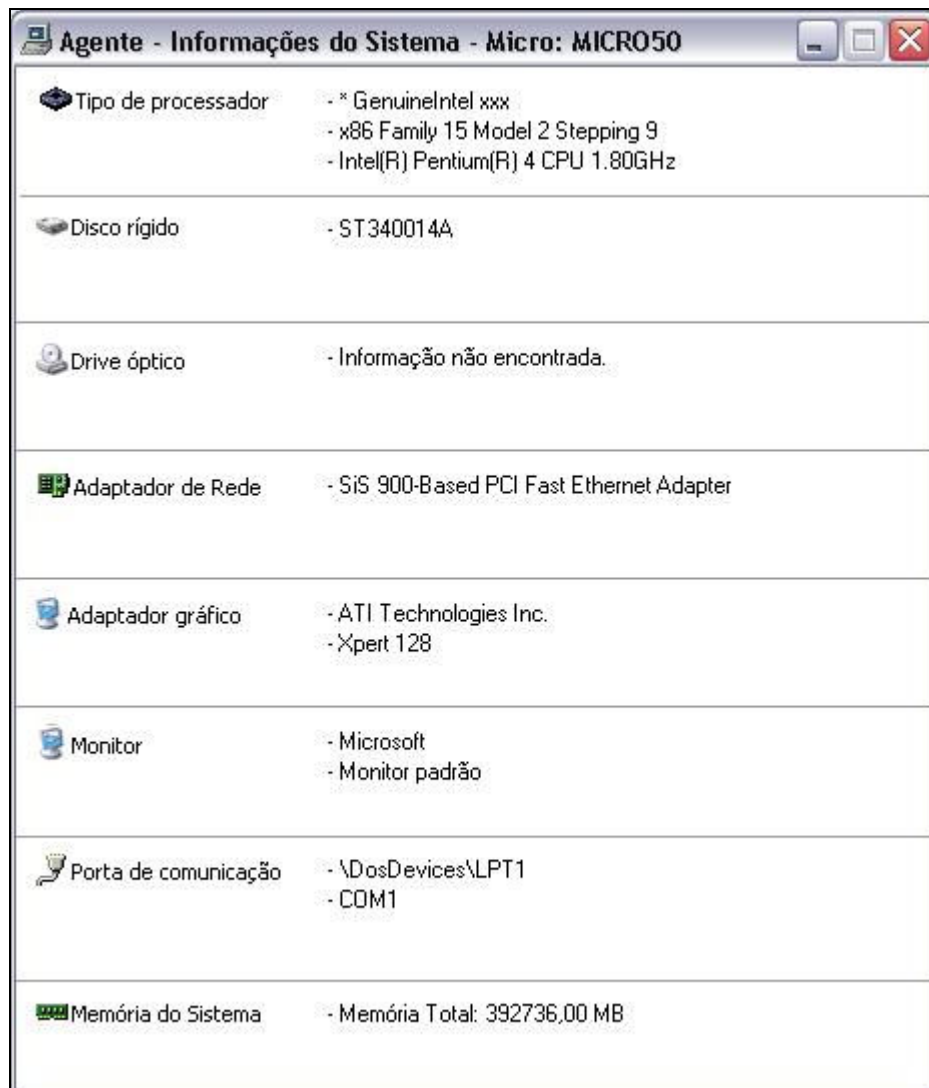 Agente - Informações do Sistema - Micro: MICRO50
Tipo de processador
- * GenuineIntel xxx
- x86 Family 15 Model 2 Stepping 9
- Intel(R) Pentium(R) 4 CPU 1.80GHz
Disco rígido
- ST340014A
Drive óptico
- Informação não encontrada.
Adaptador de Rede
- SiS 900-Based PCI Fast Ethernet Adapter
Adaptador gráfico
- ATI Technologies Inc.
- Xpert 128
Monitor
- Microsoft
- Monitor padrão
Porta de comunicação
- \DosDevices\LPT1
- COM1
Memória do Sistema
- Memória Total: 392736,00 MB